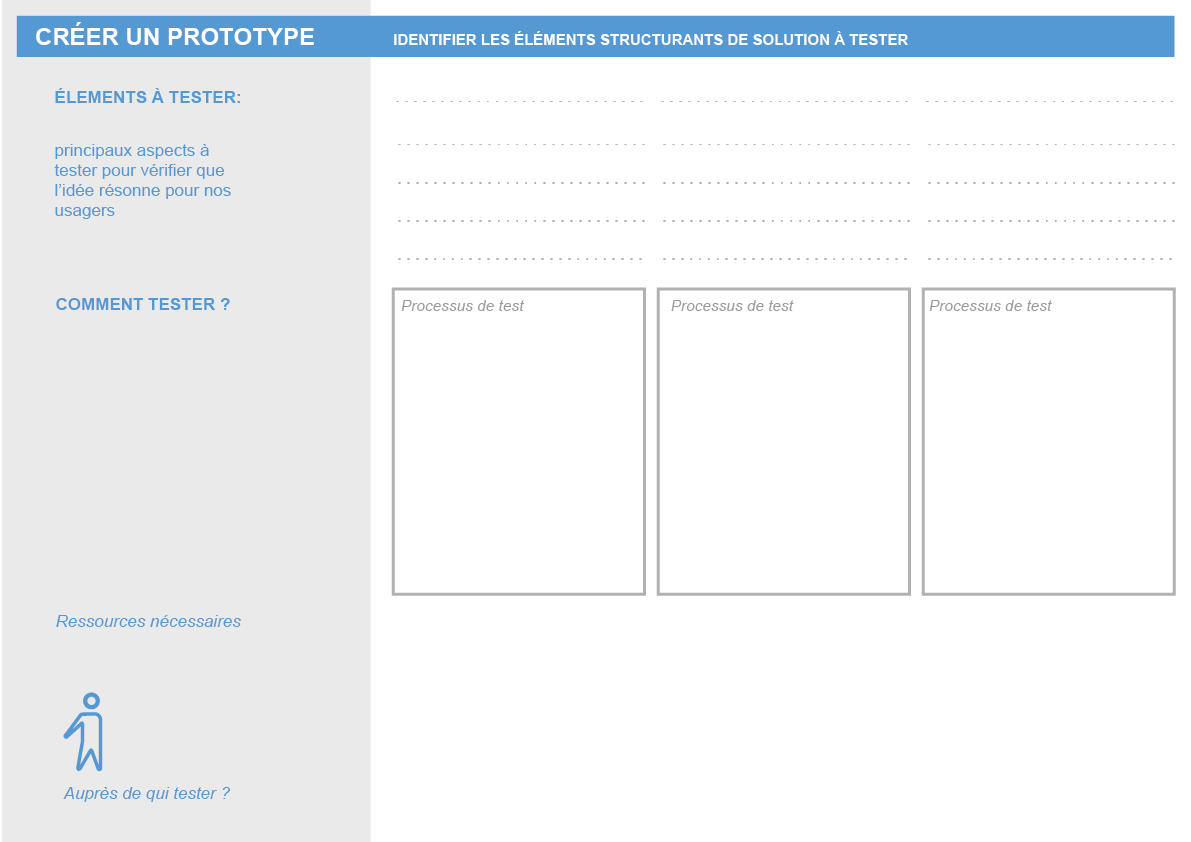 CRÉER UN PROTOTYPE
IDENTIFIER LES ÉLÉMENTS STRUCTURANTS DE SOLUTION À TESTER
ÉLEMENTS À TESTER:
principaux aspects à
tester pour vérifier que
l’idée résonne pour nos
usagers
COMMENT TESTER ?
Processus de test
Processus de test
Processus de test
Ressources nécessaires
Auprès de qui tester ?